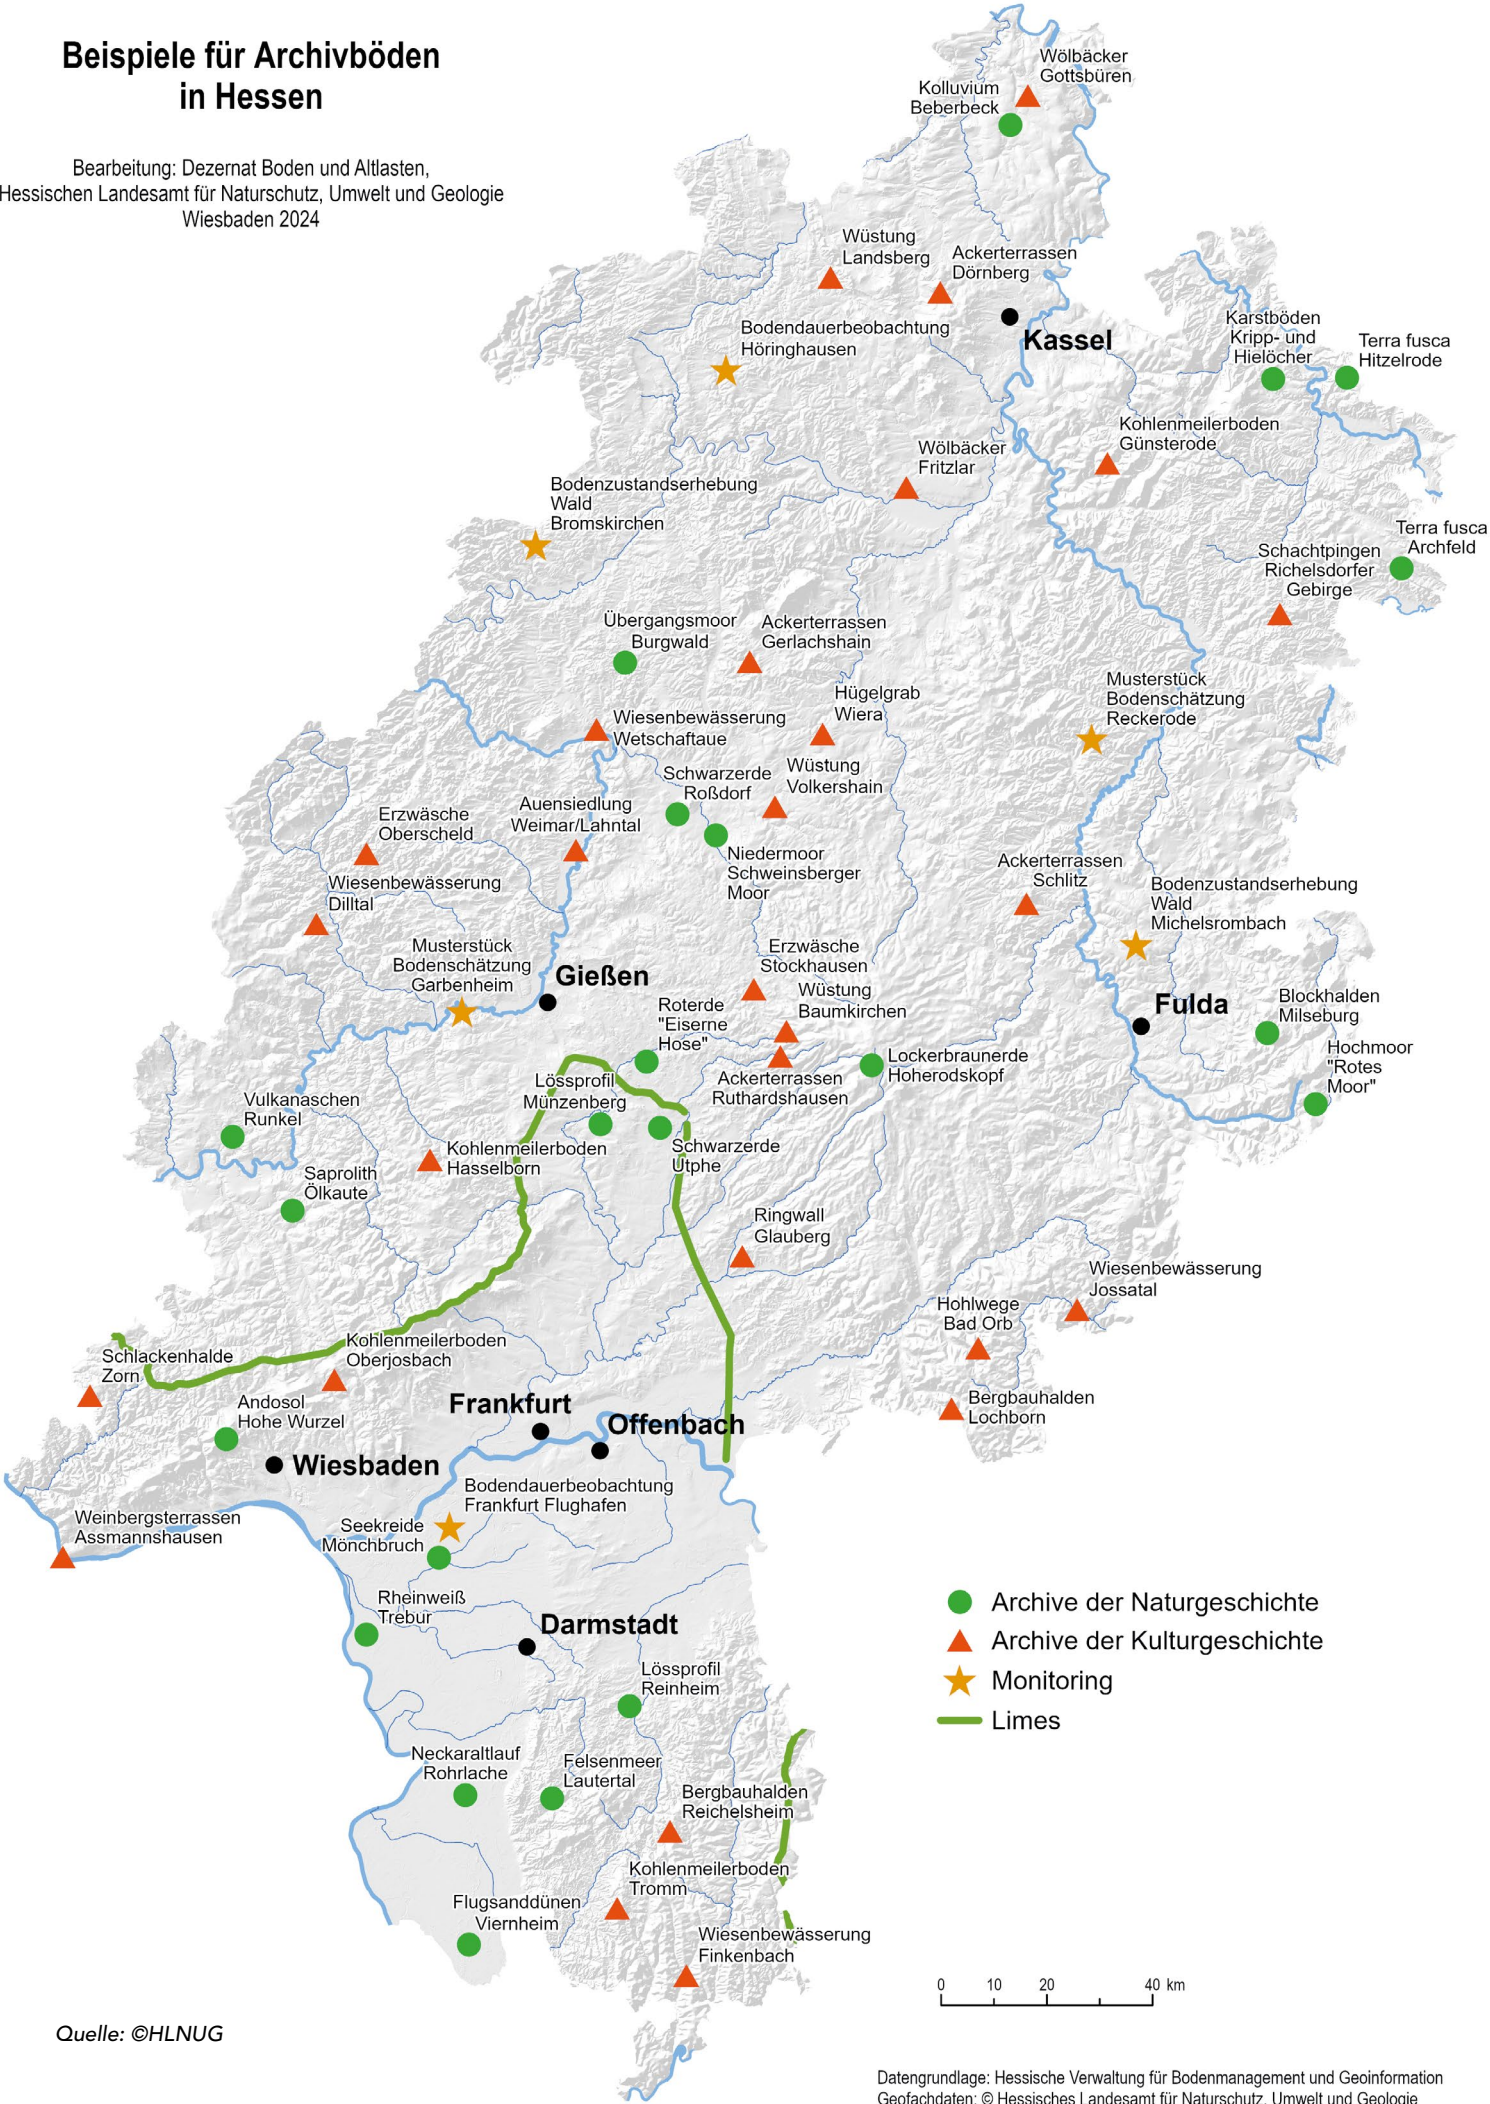 Beispiele für Archivböden
in Hessen
Bearbeitung: Dezernat Boden und Altlasten,
Hessischen Landesamt für Naturschutz, Umwelt und Geologie
Wiesbaden 2024
Wölbäcker
Gottsbüren
Kolluvium
Beberbeck
Wüstung
Landsberg
Ackerterrassen
Dörnberg
Kassel
Bodendauerbeobachtung
Höringhausen
Karstböden
Kripp- und
Hielöcher
Terra fusca
Hitzelrode
Kohlenmeilerboden
Günsterode
Wölbäcker
Fritzlar
Bodenzustandserhebung
Wald
Bromskirchen
Terra fusca
Archfeld
Schachtpingen
Richelsdorfer
Gebirge
Übergangsmoor
Burgwald
Ackerterrassen
Gerlachshain
Musterstück
Bodenschätzung
Reckerode
Hügelgrab
Wiera
Wiesenbewässerung
Wetschaftaue
Schwarzerde
Roßdorf
Wüstung
Volkershain
Auensiedlung
Weimar/Lahntal
Erzwäsche
Oberscheld
Niedermoor
Schweinsberger
Moor
Ackerterrassen
Schlitz
Wiesenbewässerung
Dilltal
Bodenzustandserhebung
Wald
Michelsrombach
Musterstück
Bodenschätzung
Garbenheim
Gießen
Erzwäsche
Stockhausen
Wüstung
Baumkirchen
Fulda
Blockhalden
Milseburg
Roterde
"Eiserne
Hose"
Hochmoor
"Rotes
Moor"
Lockerbraunerde
Hoherodskopf
Ackerterrassen
Ruthardshausen
Lössprofil
Münzenberg
Vulkanaschen
Runkel
Kohlenmeilerboden
Hasselborn
Schwarzerde
Utphe
Saprolith
Ölkaute
Ringwall
Glauberg
Wiesenbewässerung
Jossatal
Hohlwege
Bad Orb
Kohlenmeilerboden
Oberjosbach
Schlackenhalde
Zorn
Andosol
Hohe Wurzel
Frankfurt
Offenbach
Bergbauhalden
Lochborn
Wiesbaden
Bodendauerbeobachtung
Frankfurt Flughafen
Weinbergsterrassen
Assmannshausen
Seekreide
Mönchbruch
Rheinweiß
Trebur
Darmstadt
Archive der Naturgeschichte
Archive der Kulturgeschichte
Monitoring
Limes
Lössprofil
Reinheim
Neckaraltlauf
Rohrlache
Felsenmeer
Lautertal
Bergbauhalden
Reichelsheim
Kohlenmeilerboden
Tromm
Flugsanddünen
Viernheim
Wiesenbewässerung
Finkenbach
0 10 20 40 km
Quelle: ©HLNUG
Datengrundlage: Hessische Verwaltung für Bodenmanagement und Geoinformation
Geofachdaten: © Hessisches Landesamt für Naturschutz, Umwelt und Geologie